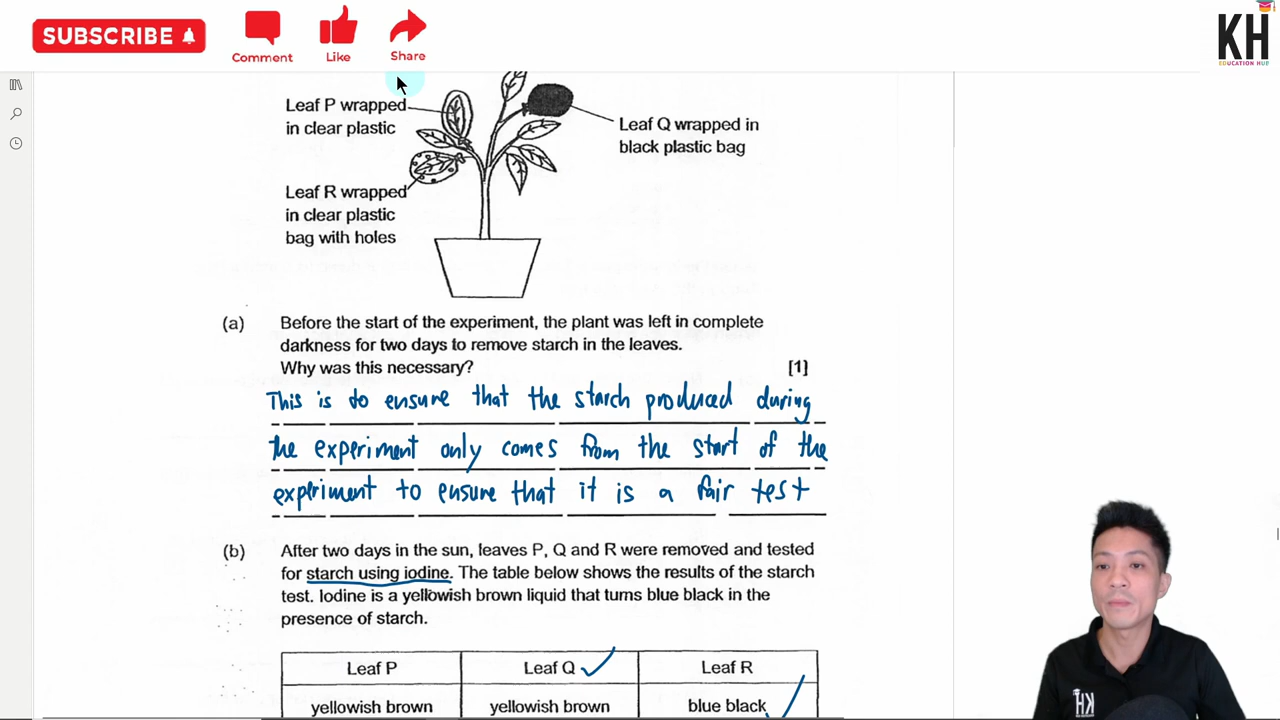 SUBSCRIBE
Comment
Like
Share
KH
EDUCATION HUB
Leaf P wrapped
in clear plastic
Leaf Q wrapped in
black plastic bag
Leaf R wrapped
in clear plastic
bag with holes
(a) Before the start of the experiment, the plant was left in complete
darkness for two days to remove starch in the leaves.
Why was this necessary? [1]
This is to ensure that the starch produced during
the experiment only comes from the start of the
experiment to ensure that it is a fair test
(b) After two days in the sun, leaves P, Q and R were removed and tested
for starch using iodine. The table below shows the results of the starch
test. Iodine is a yellowish brown liquid that turns blue black in the
presence of starch.
Leaf P Leaf Q Leaf R
yellowish brown yellowish brown blue black
KH